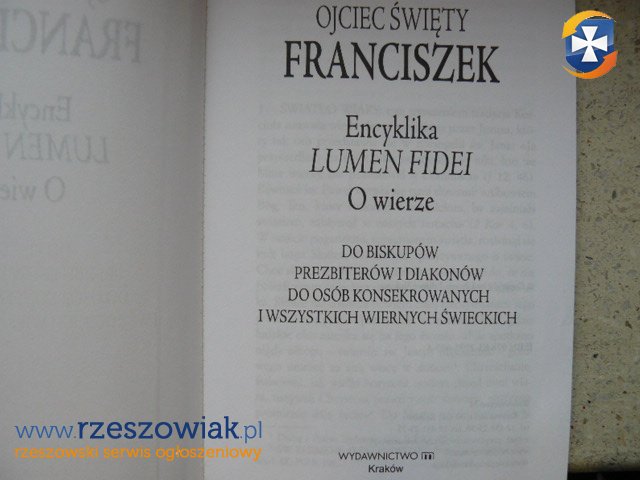 OJCIEC ŚWIĘTY
FRANCISZEK
Encyklika
LUMEN FIDEI
O wierze
DO BISKUPÓW
PREZBITERÓW I DIAKONÓW
DO OSÓB KONSEKROWANYCH
I WSZYSTKICH WIERNYCH ŚWIECKICH
WYDAWNICTWO m
Kraków
www.rzeszowiak.pl
rzeszowski serwis ogłoszeniowy